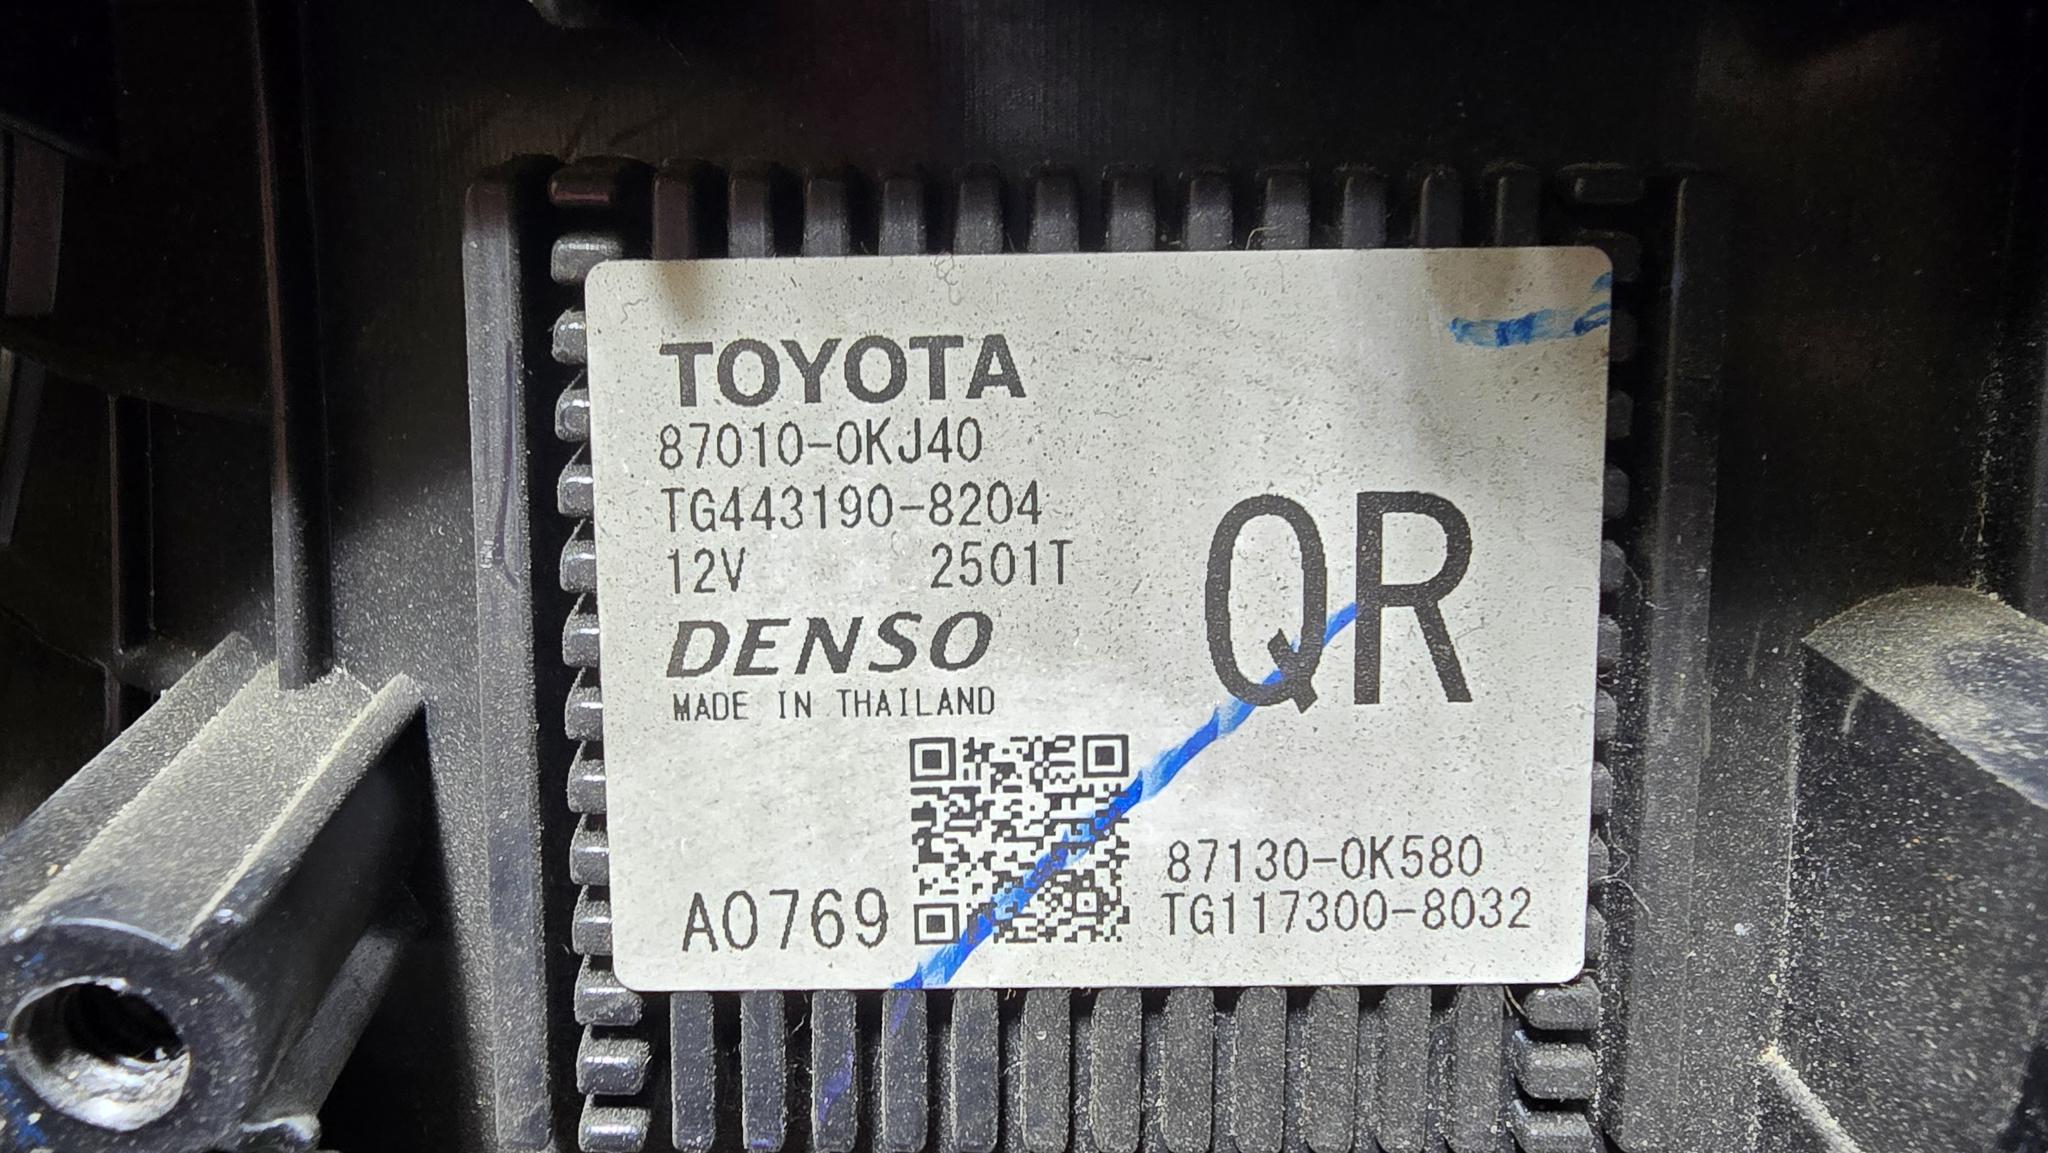 TOYOTA
87010-0KJ40
TG443190-8204
12V 2501T
DENSO
MADE IN THAILAND
QR
A0769
87130-0K580
TG117300-8032